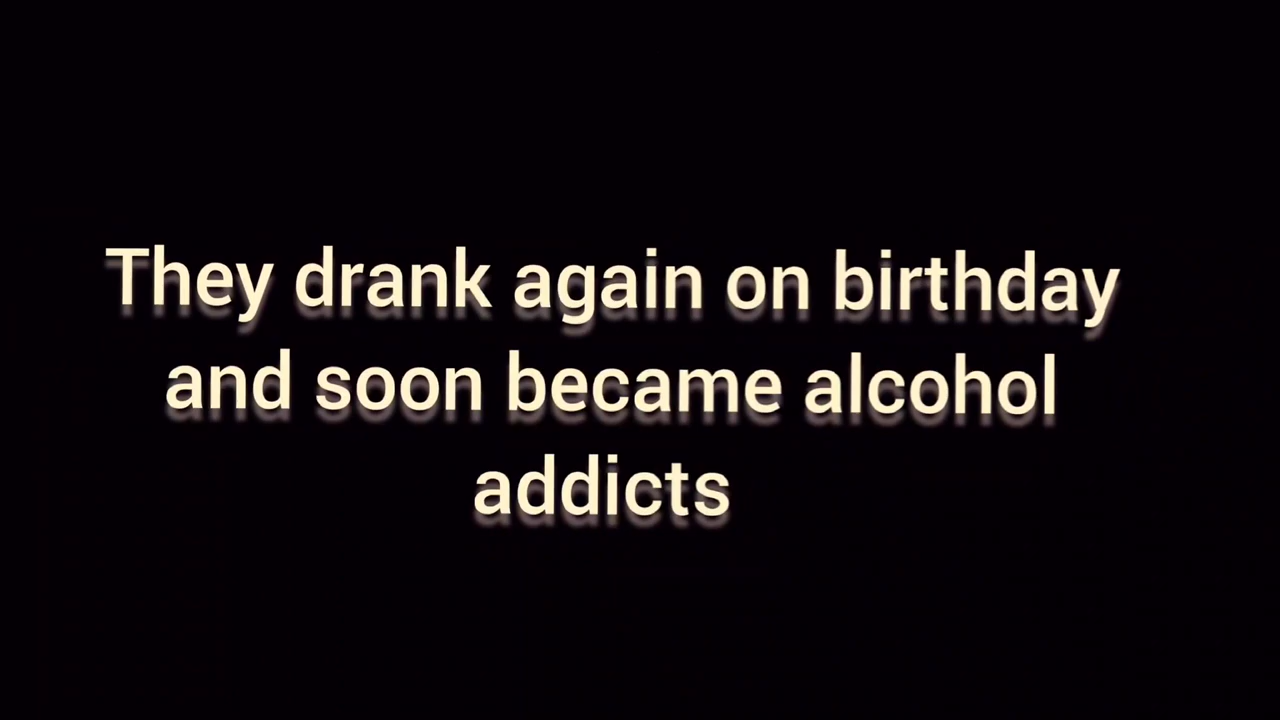 They drank again on birthday
and soon became alcohol
addicts